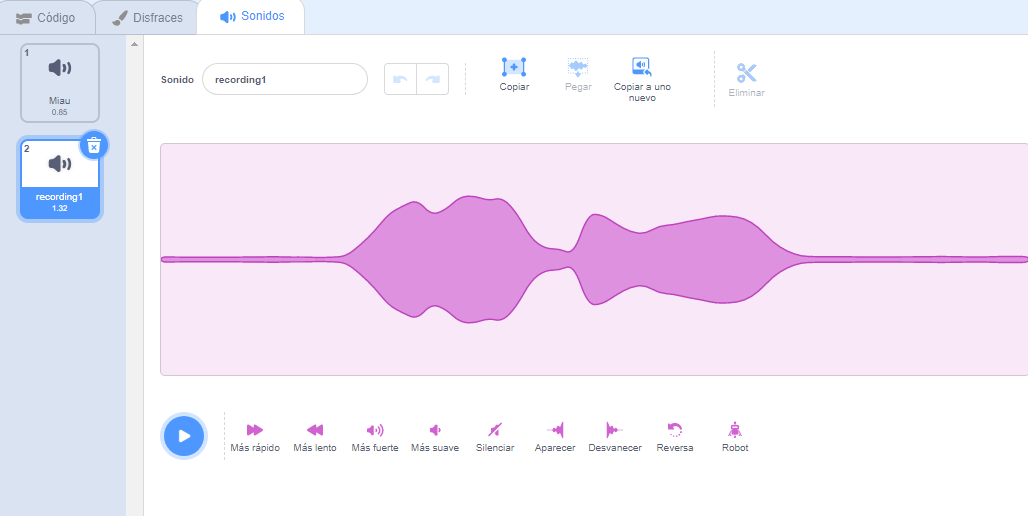 Código
Disfraces
Sonidos
1
Miau
0.85
2
recording1
1.32
Sonido
recording1
Copiar
Pegar
Copiar a uno
nuevo
Eliminar
Más rápido
Más lento
Más fuerte
Más suave
Silenciar
Aparecer
Desvanecer
Reversa
Robot